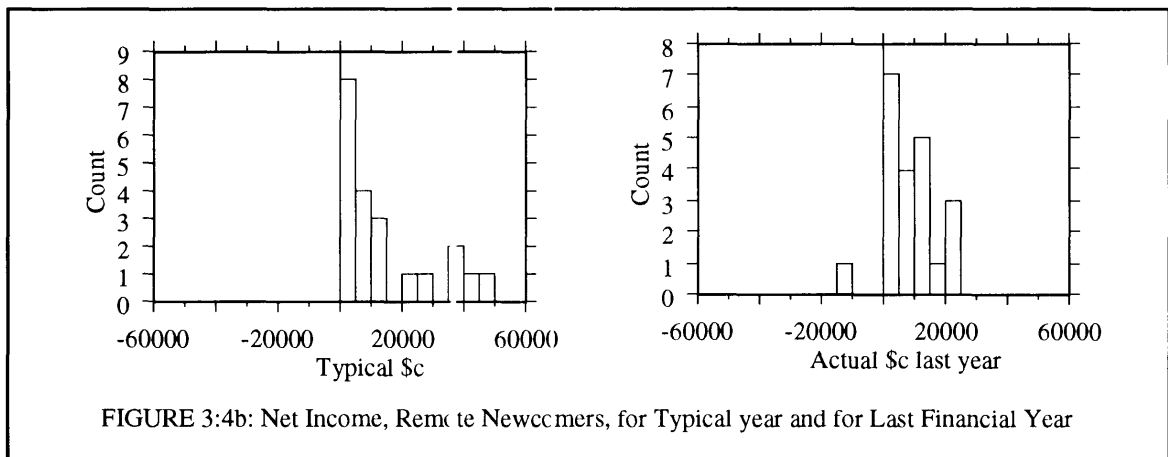 9
8
7
6
5
4
3
2
1
0
Count
-60000 -20000 20000 60000
Typical $c
8
7
6
5
4
3
2
1
0
Count
-60000 -20000 20000 60000
Actual $c last year
FIGURE 3:4b: Net Income, Remote Newcomers, for Typical year and for Last Financial Year